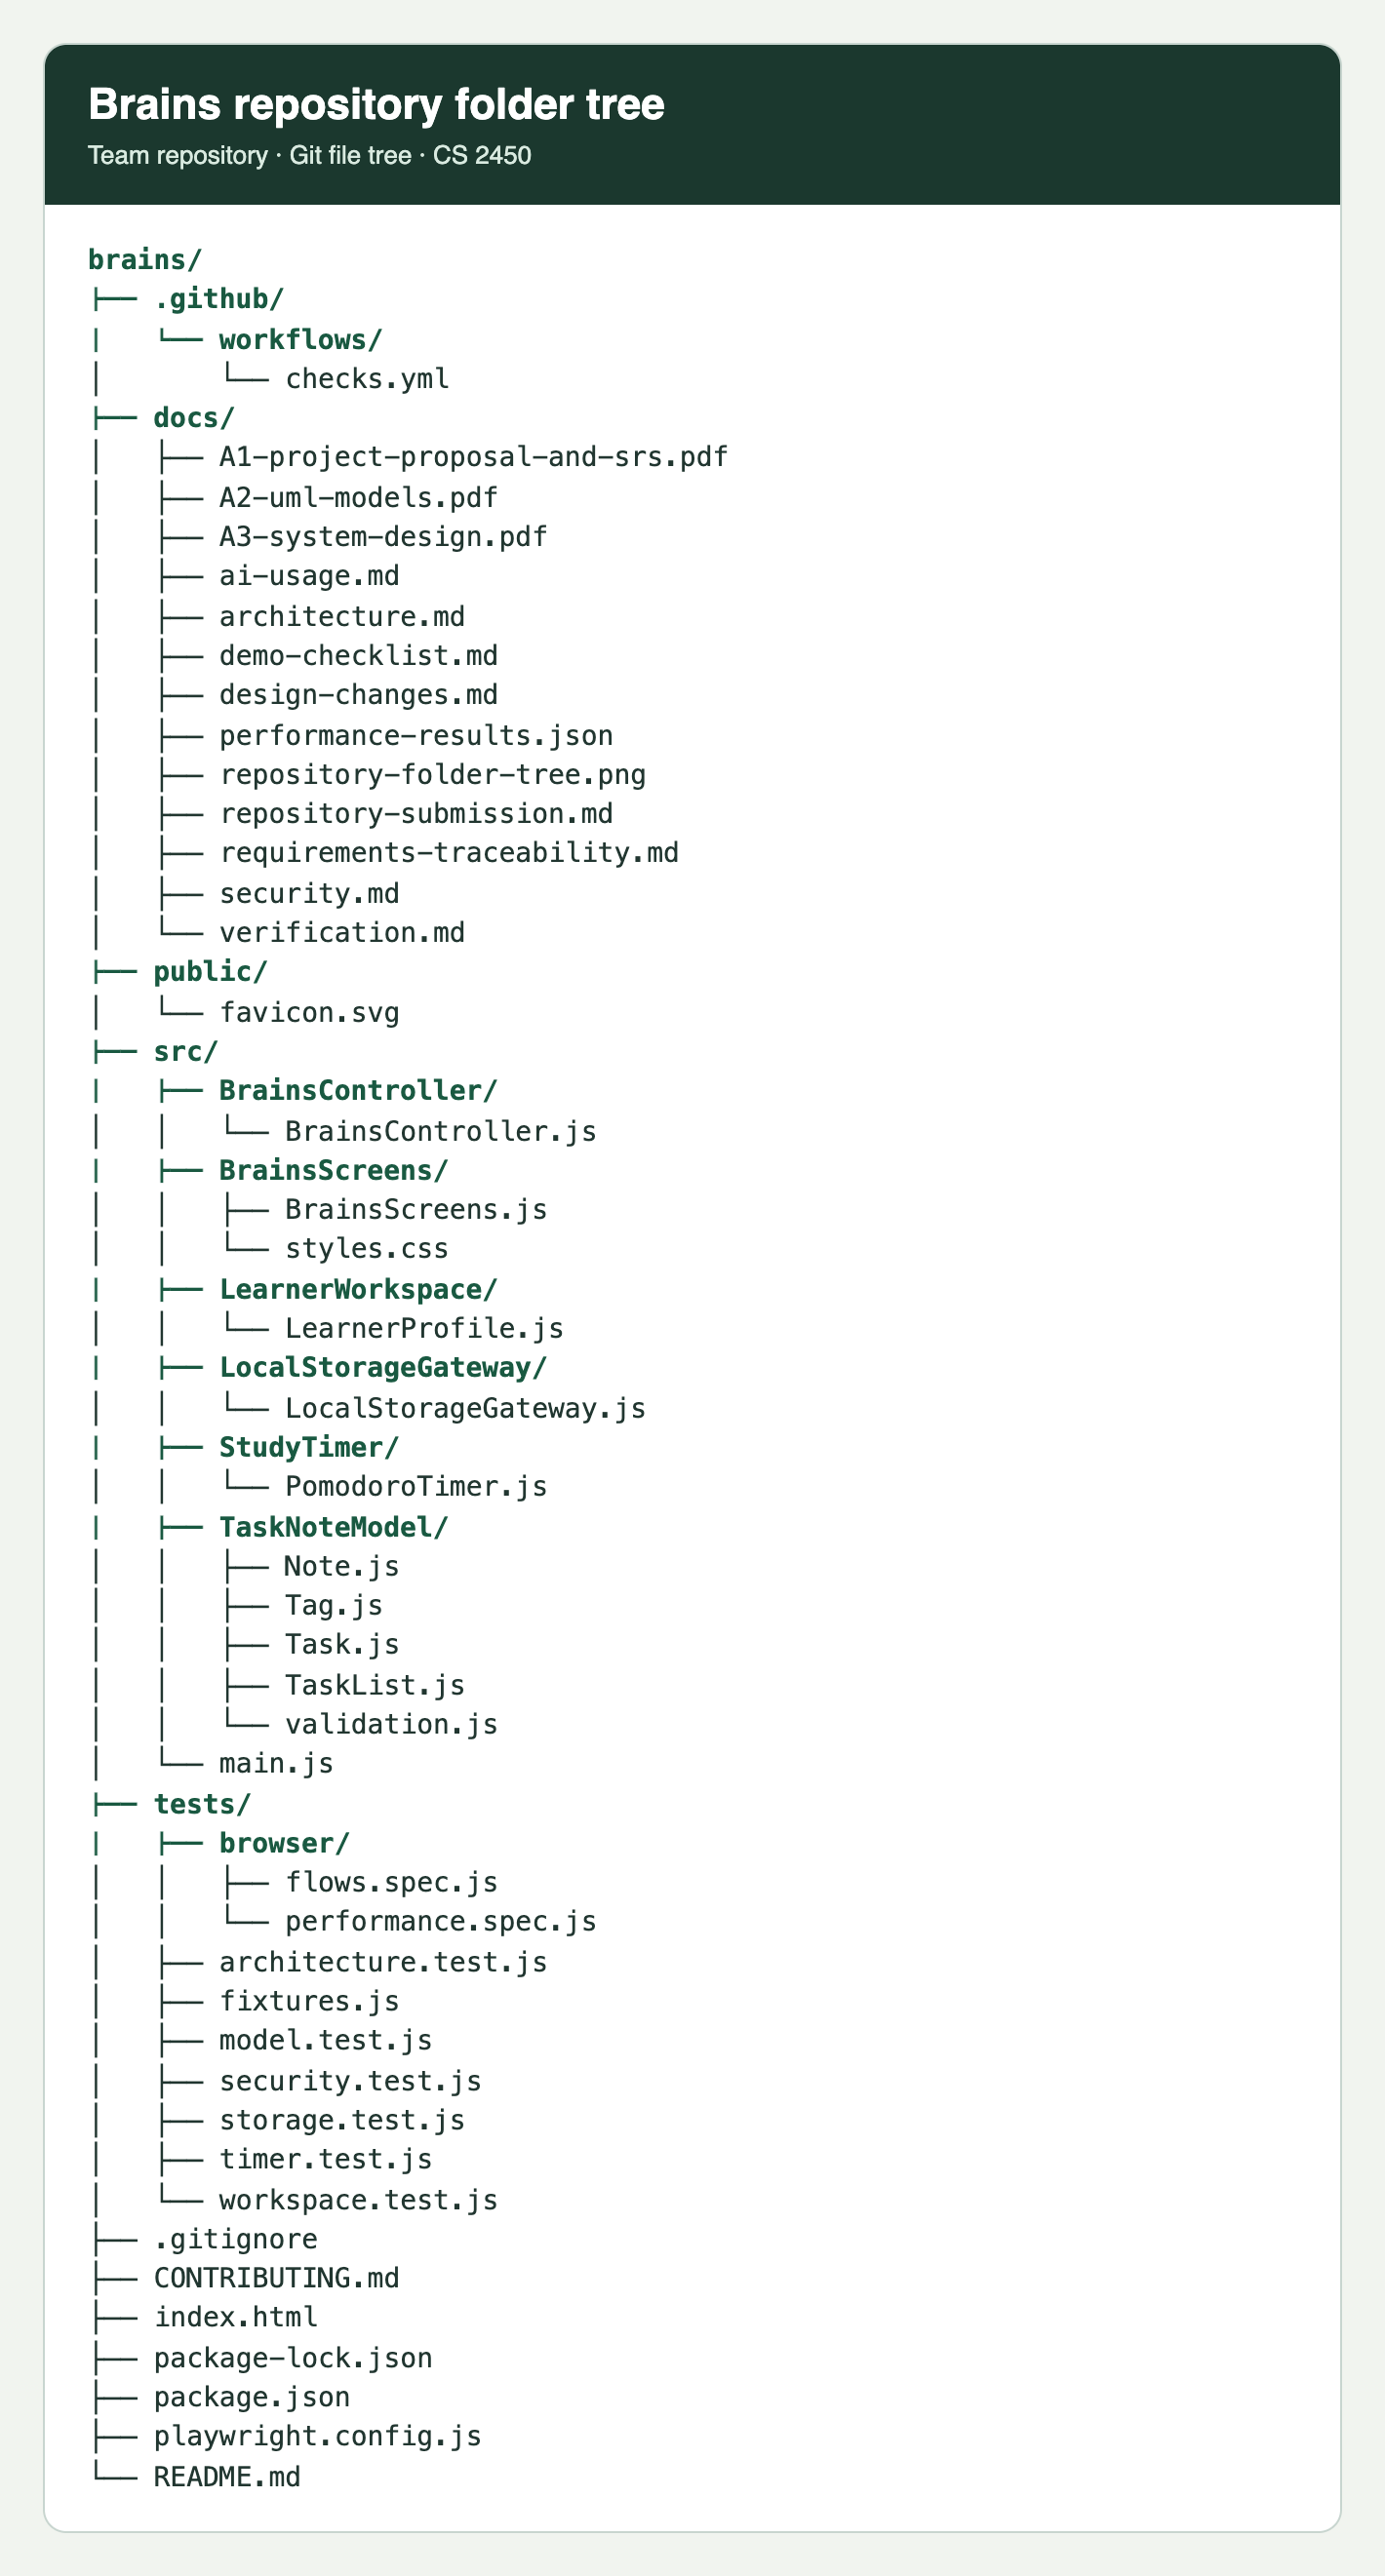 Brains repository folder tree
Team repository · Git file tree · CS 2450
brains/
├── .github/
│   └── workflows/
│       └── checks.yml
├── docs/
│   ├── A1-project-proposal-and-srs.pdf
│   ├── A2-uml-models.pdf
│   ├── A3-system-design.pdf
│   ├── ai-usage.md
│   ├── architecture.md
│   ├── demo-checklist.md
│   ├── design-changes.md
│   ├── performance-results.json
│   ├── repository-folder-tree.png
│   ├── repository-submission.md
│   ├── requirements-traceability.md
│   ├── security.md
│   └── verification.md
├── public/
│   └── favicon.svg
├── src/
│   ├── BrainsController/
│   │   └── BrainsController.js
│   ├── BrainsScreens/
│   │   ├── BrainsScreens.js
│   │   └── styles.css
│   ├── LearnerWorkspace/
│   │   └── LearnerProfile.js
│   ├── LocalStorageGateway/
│   │   └── LocalStorageGateway.js
│   ├── StudyTimer/
│   │   └── PomodoroTimer.js
│   ├── TaskNoteModel/
│   │   ├── Note.js
│   │   ├── Tag.js
│   │   ├── Task.js
│   │   ├── TaskList.js
│   │   └── validation.js
│   └── main.js
├── tests/
│   ├── browser/
│   │   ├── flows.spec.js
│   │   └── performance.spec.js
│   ├── architecture.test.js
│   ├── fixtures.js
│   ├── model.test.js
│   ├── security.test.js
│   ├── storage.test.js
│   ├── timer.test.js
│   └── workspace.test.js
├── .gitignore
├── CONTRIBUTING.md
├── index.html
├── package-lock.json
├── package.json
├── playwright.config.js
└── README.md